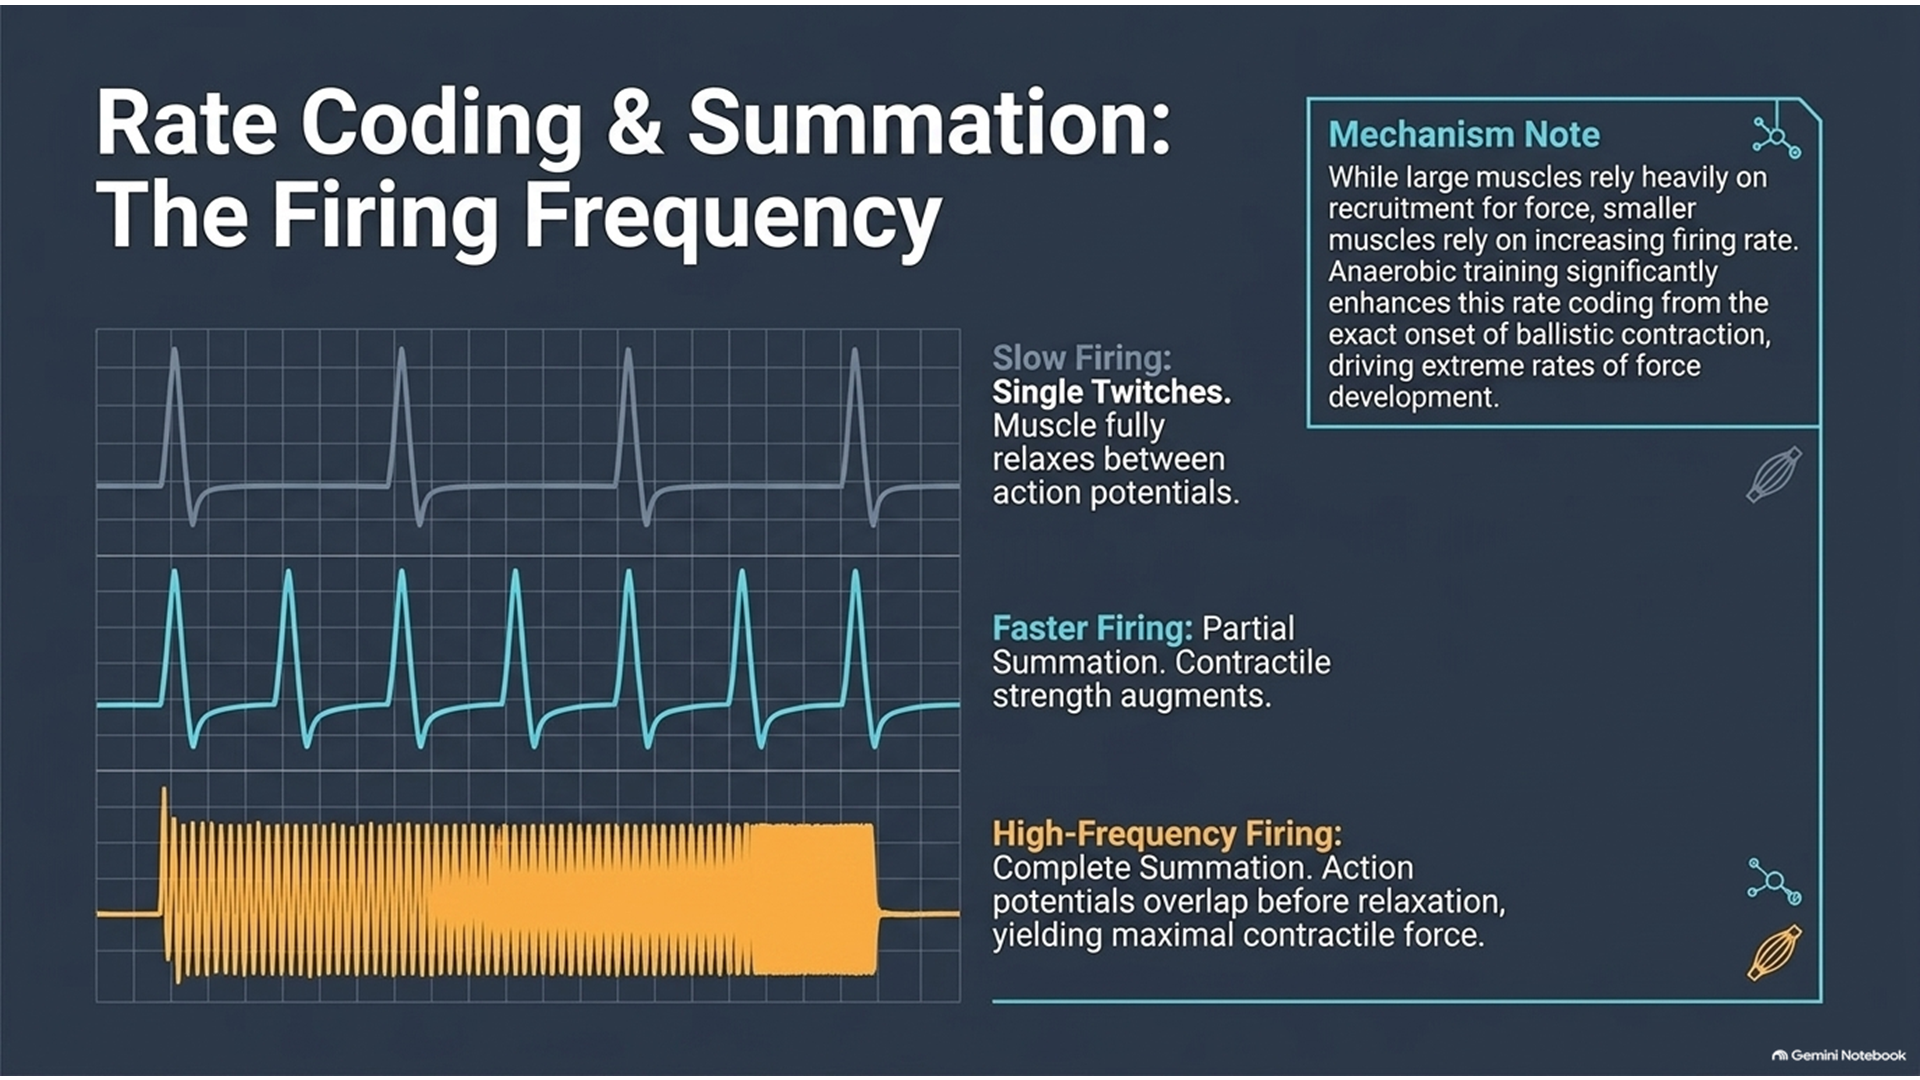 Rate Coding & Summation:
The Firing Frequency
Mechanism Note
While large muscles rely heavily on
recruitment for force, smaller
muscles rely on increasing firing rate.
Anaerobic training significantly
enhances this rate coding from the
exact onset of ballistic contraction,
driving extreme rates of force
development.
Slow Firing:
Single Twitches.
Muscle fully
relaxes between
action potentials.
Faster Firing: Partial
Summation. Contractile
strength augments.
High-Frequency Firing:
Complete Summation. Action
potentials overlap before relaxation,
yielding maximal contractile force.
Gemini Notebook